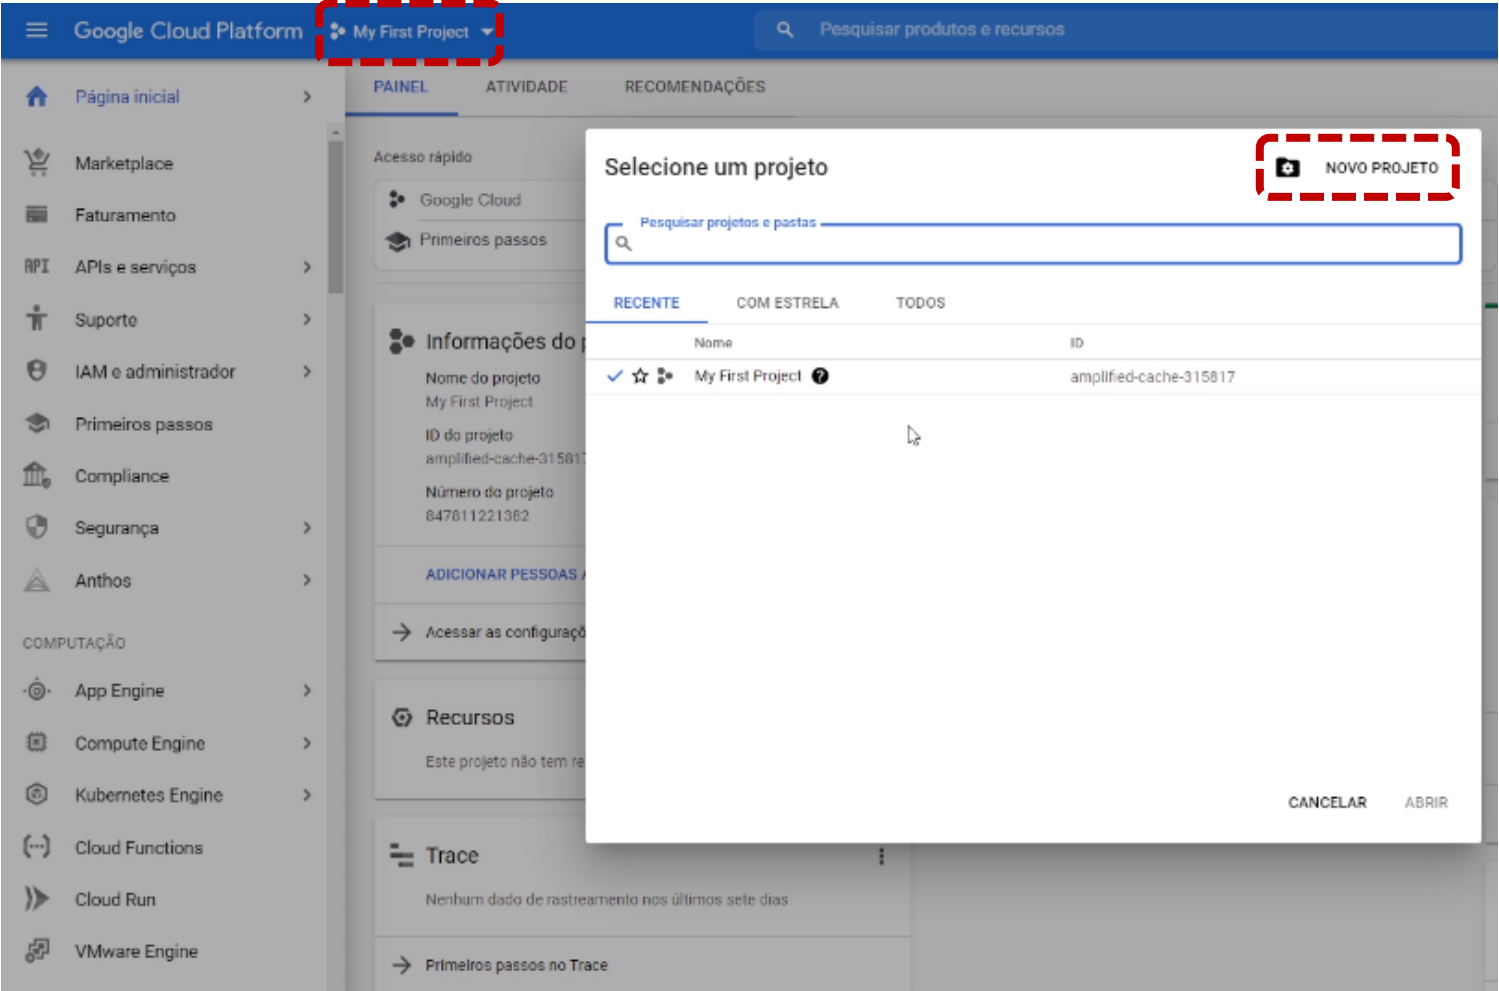 Google Cloud Platform
My First Project
Pesquisar produtos e recursos
Página inicial
Marketplace
Faturamento
API
APIs e serviços
Suporte
IAM e administrador
Primeiros passos
Compliance
Segurança
Anthos
COMPUTAÇÃO
App Engine
Compute Engine
Kubernetes Engine
Cloud Functions
Cloud Run
VMware Engine
PAINEL
ATIVIDADE
RECOMENDAÇÕES
Acesso rápido
Google Cloud
Primeiros passos
Informações do
Nome do projeto
My First Project
ID do projeto
amplified-cache-315817
Número do projeto
847811221362
ADICIONAR PESSOAS
Acessar as configuraçõ
Recursos
Este projeto não tem re
Trace
Nenhum dado de rastreamento nos últimos sete dias
Primeiros passos no Trace
Selecione um projeto
NOVO PROJETO
Pesquisar projetos e pastas
RECENTE
COM ESTRELA
TODOS
Nome
ID
My First Project
amplified-cache-315817
CANCELAR
ABRIR